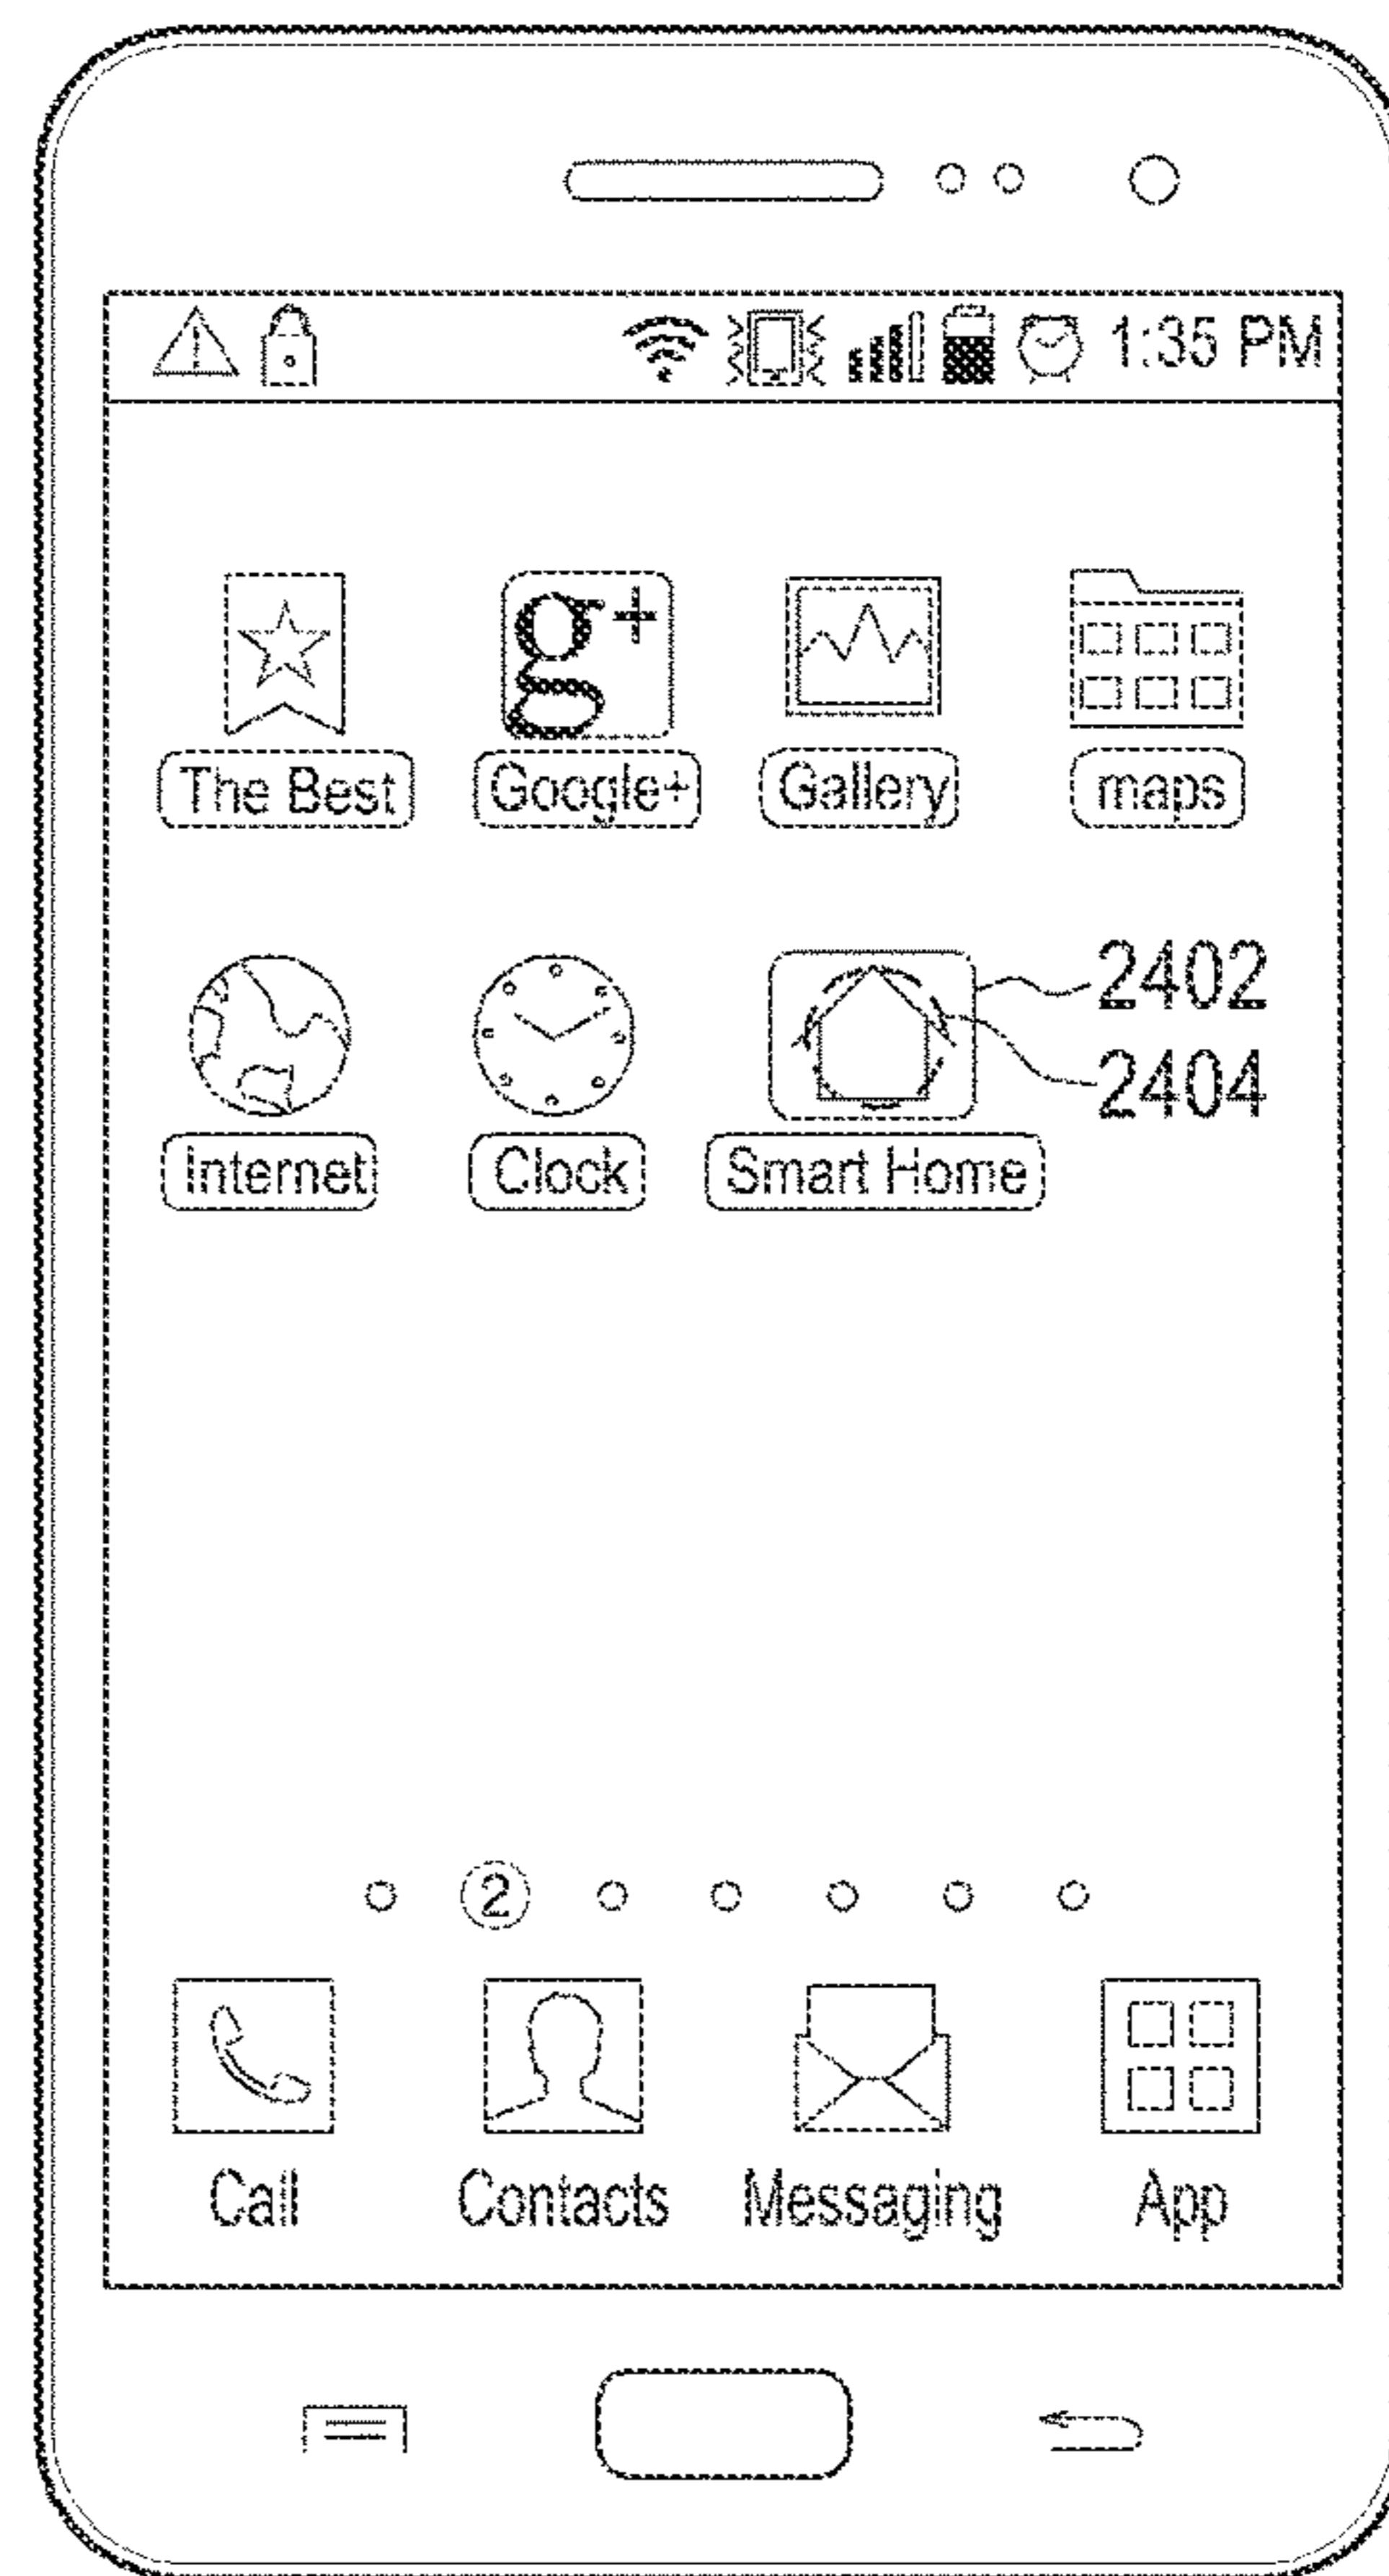 1:35 PM
g+
The Best Google+ Gallery maps
2402
2404
Internet Clock Smart Home
2
Call Contacts Messaging App